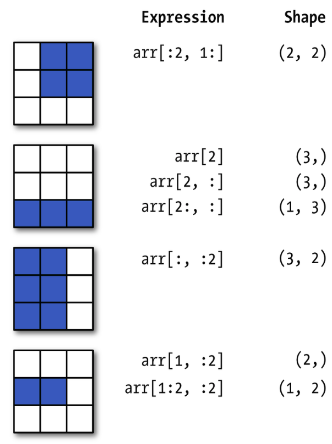 Expression Shape
arr[:2, 1:] (2, 2)
arr[2] (3,)
arr[2, :] (3,)
arr[2:, :] (1, 3)
arr[:, :2] (3, 2)
arr[1, :2] (2,)
arr[1:2, :2] (1, 2)